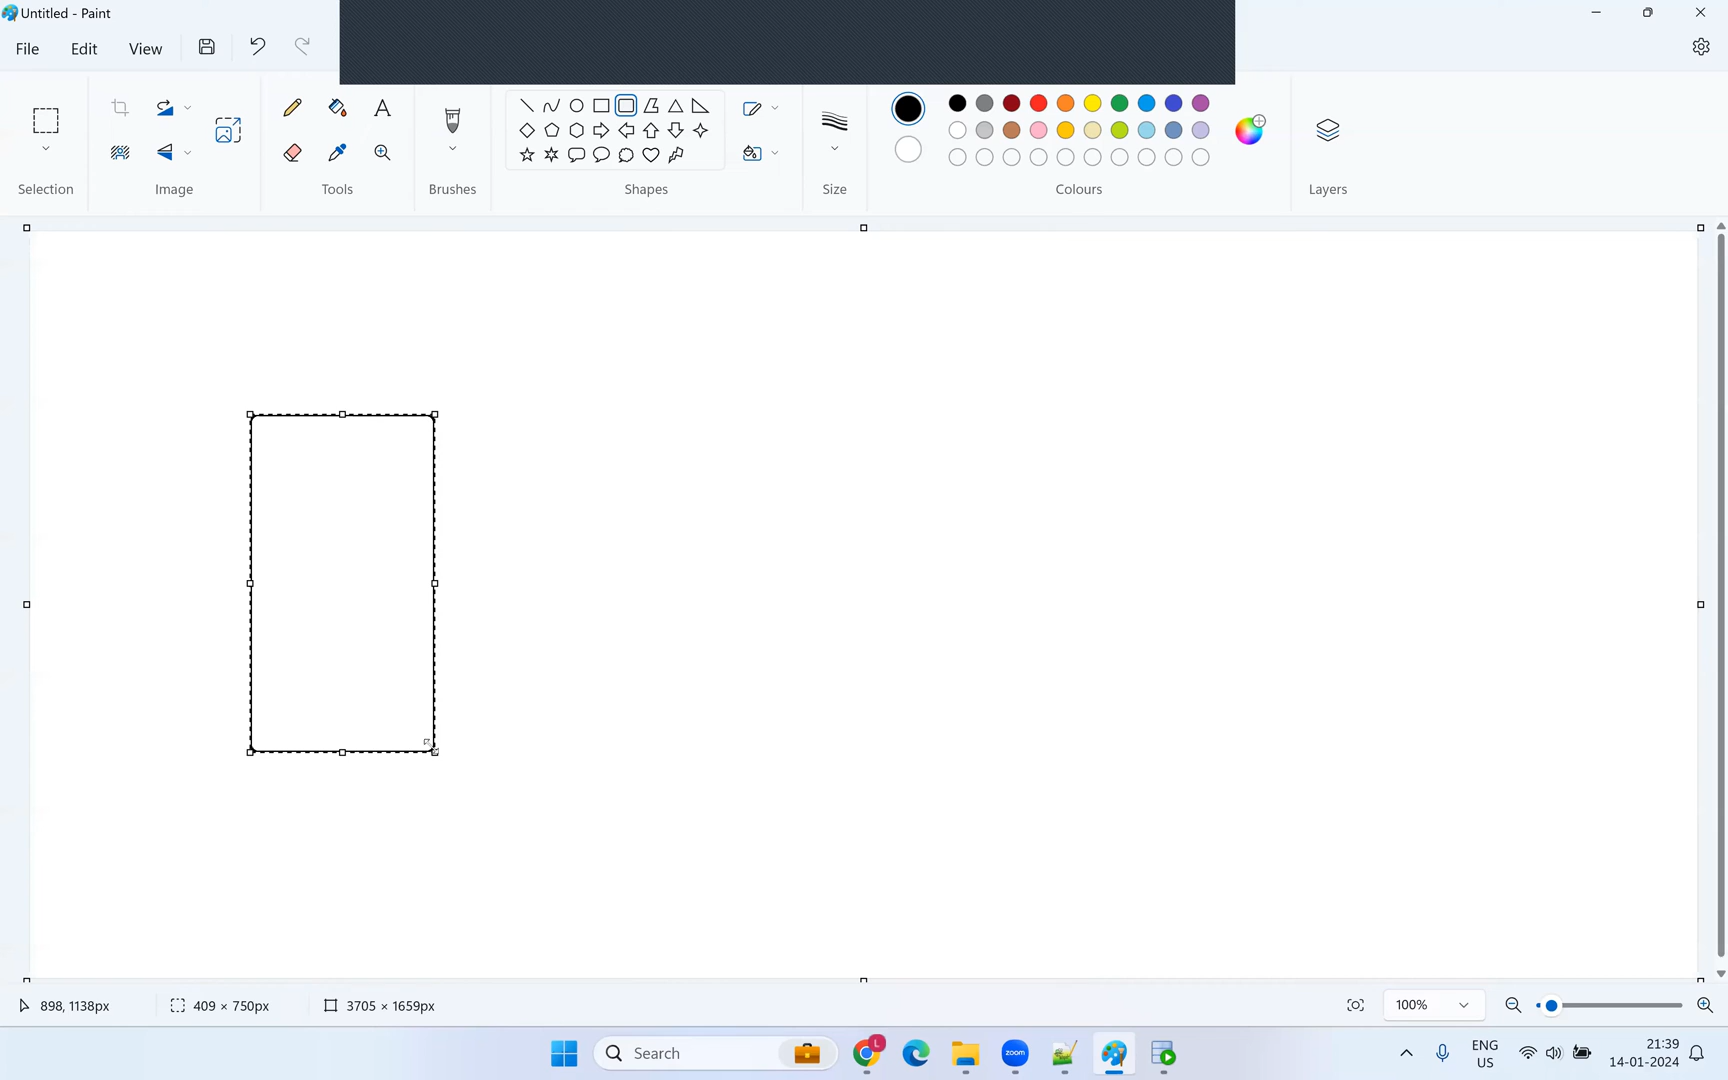 Untitled - Paint
File Edit View
A
Selection Image Tools Brushes Shapes Size Colours Layers
898, 1138px 409 × 750px 3705 × 1659px 100%
Search L zoom ENG 21:39
US 14-01-2024